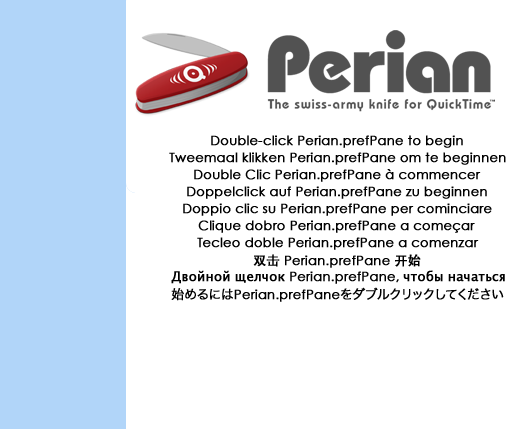 Perian
The swiss-army knife for QuickTime™
Double-click Perian.prefPane to begin
Tweemaal klikken Perian.prefPane om te beginnen
Double Clic Perian.prefPane à commencer
Doppelclick auf Perian.prefPane zu beginnen
Doppio clic su Perian.prefPane per cominciare
Clique dobro Perian.prefPane a começar
Tecleo doble Perian.prefPane a comenzar
双击 Perian.prefPane 开始
Двойной щелчок Perian.prefPane, чтобы начаться
始めるにはPerian.prefPaneをダブルクリックしてください